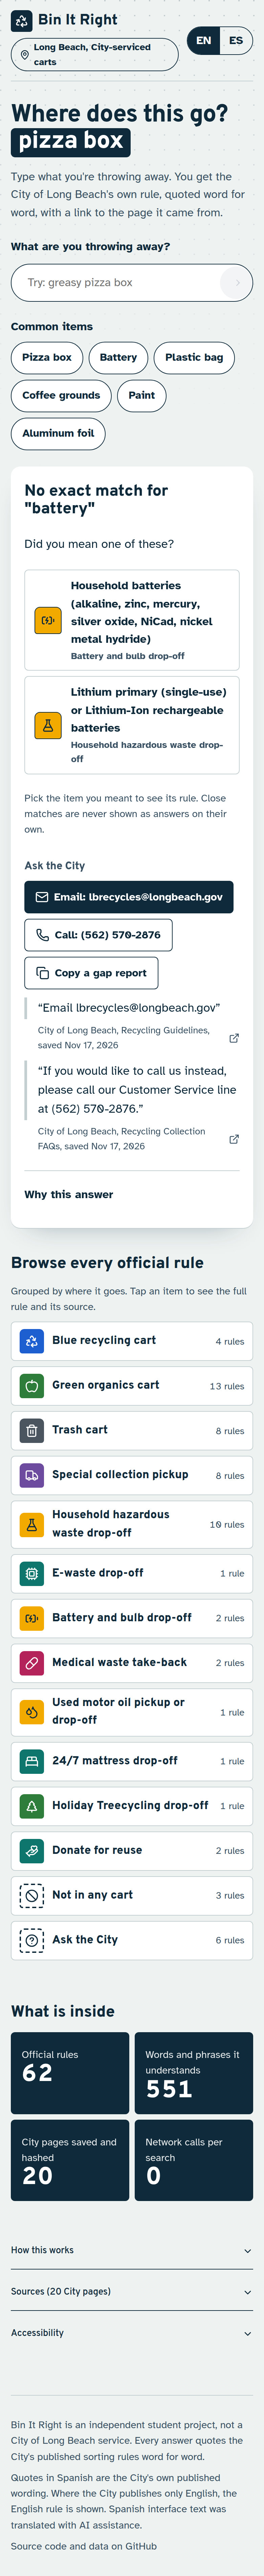 Bin It Right
Long Beach, City-serviced
carts
EN
ES
Where does this go?
pizza box
Type what you're throwing away. You get the
City of Long Beach's own rule, quoted word for
word, with a link to the page it came from.
What are you throwing away?
Try: greasy pizza box
Common items
Pizza box
Battery
Plastic bag
Coffee grounds
Paint
Aluminum foil
No exact match for
"battery"
Did you mean one of these?
Household batteries
(alkaline, zinc, mercury,
silver oxide, NiCad, nickel
metal hydride)
Battery and bulb drop-off
Lithium primary (single-use)
or Lithium-Ion rechargeable
batteries
Household hazardous waste drop-
off
Pick the item you meant to see its rule. Close
matches are never shown as answers on their
own.
Ask the City
Email: lbrecycles@longbeach.gov
Call: (562) 570-2876
Copy a gap report
“Email lbrecycles@longbeach.gov”
City of Long Beach, Recycling Guidelines,
saved Nov 17, 2026
“If you would like to call us instead,
please call our Customer Service line
at (562) 570-2876.”
City of Long Beach, Recycling Collection
FAQs, saved Nov 17, 2026
Why this answer
Browse every official rule
Grouped by where it goes. Tap an item to see the full
rule and its source.
Blue recycling cart 4 rules
Green organics cart 13 rules
Trash cart 8 rules
Special collection pickup 8 rules
Household hazardous
waste drop-off 10 rules
E-waste drop-off 1 rule
Battery and bulb drop-off 2 rules
Medical waste take-back 2 rules
Used motor oil pickup or
drop-off 1 rule
24/7 mattress drop-off 1 rule
Holiday Treecycling drop-off 1 rule
Donate for reuse 2 rules
Not in any cart 3 rules
Ask the City 6 rules
What is inside
Official rules
62
Words and phrases it
understands
551
City pages saved and
hashed
20
Network calls per
search
0
How this works
Sources (20 City pages)
Accessibility
Bin It Right is an independent student project, not a
City of Long Beach service. Every answer quotes the
City's published sorting rules word for word.
Quotes in Spanish are the City's own published
wording. Where the City publishes only English, the
English rule is shown. Spanish interface text was
translated with AI assistance.
Source code and data on GitHub